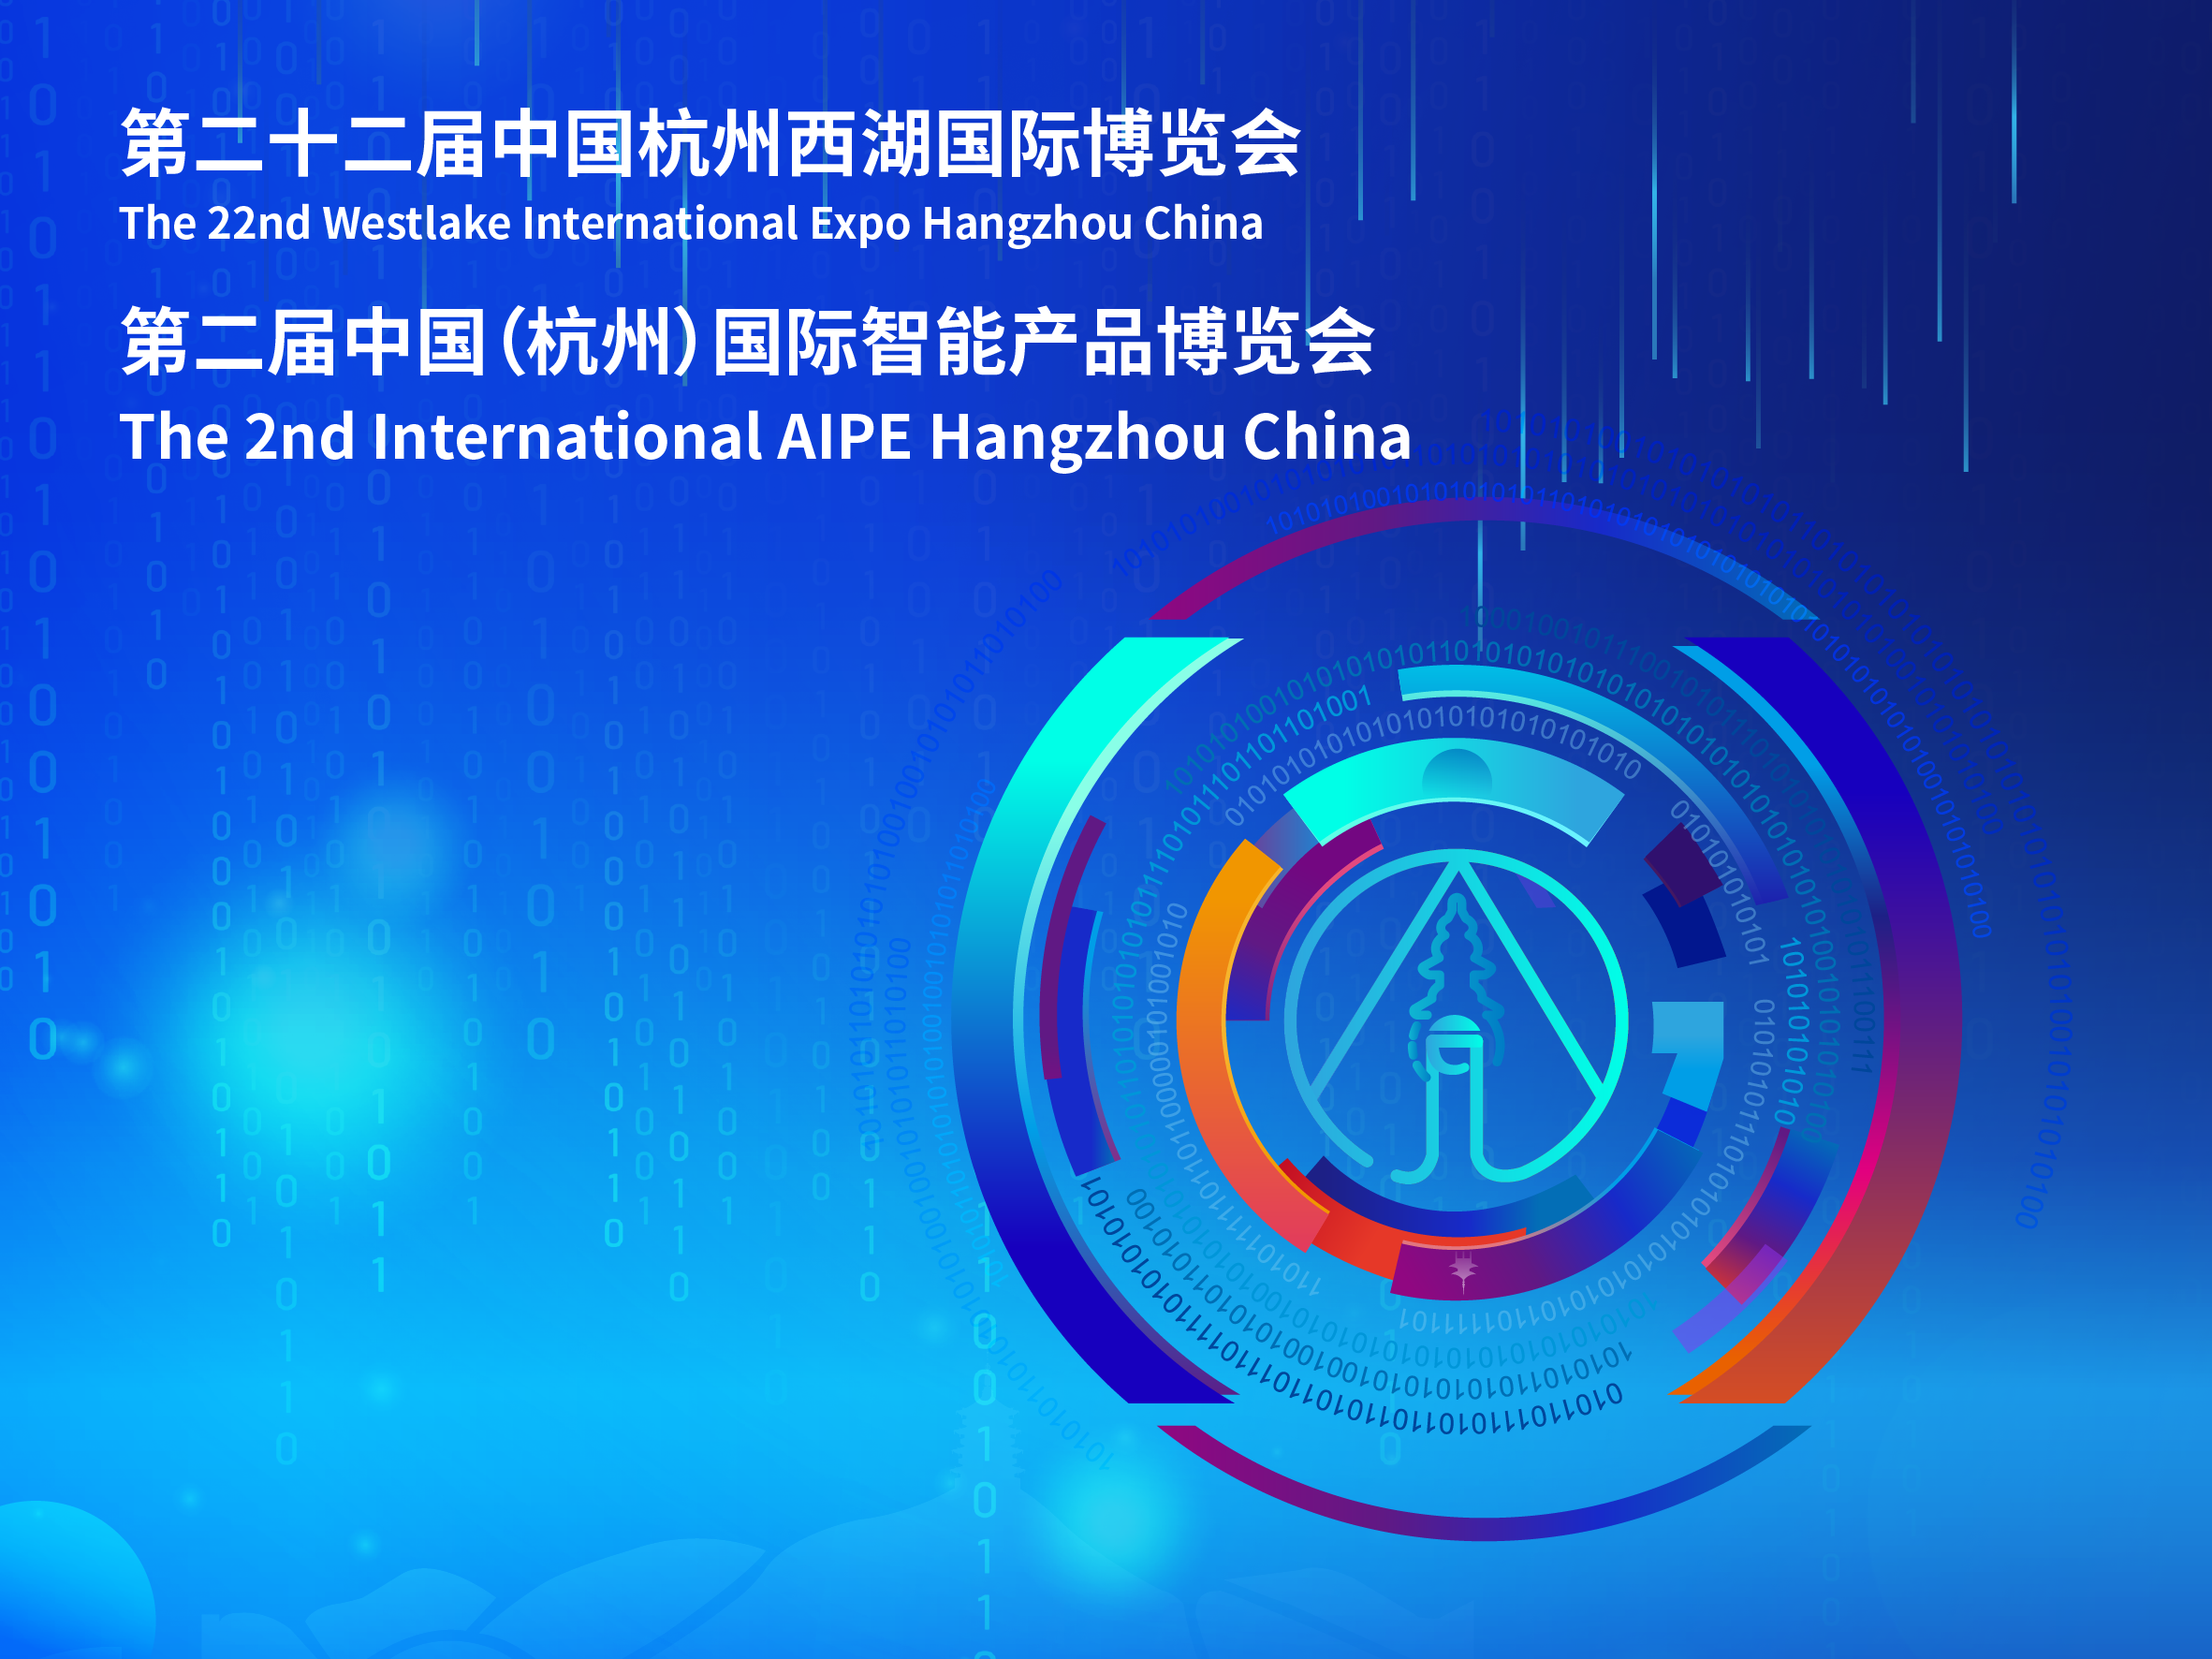 第二十二届中国杭州西湖国际博览会
The 22nd Westlake International Expo Hangzhou China
第二届中国（杭州）国际智能产品博览会
The 2nd International AIPE Hangzhou China